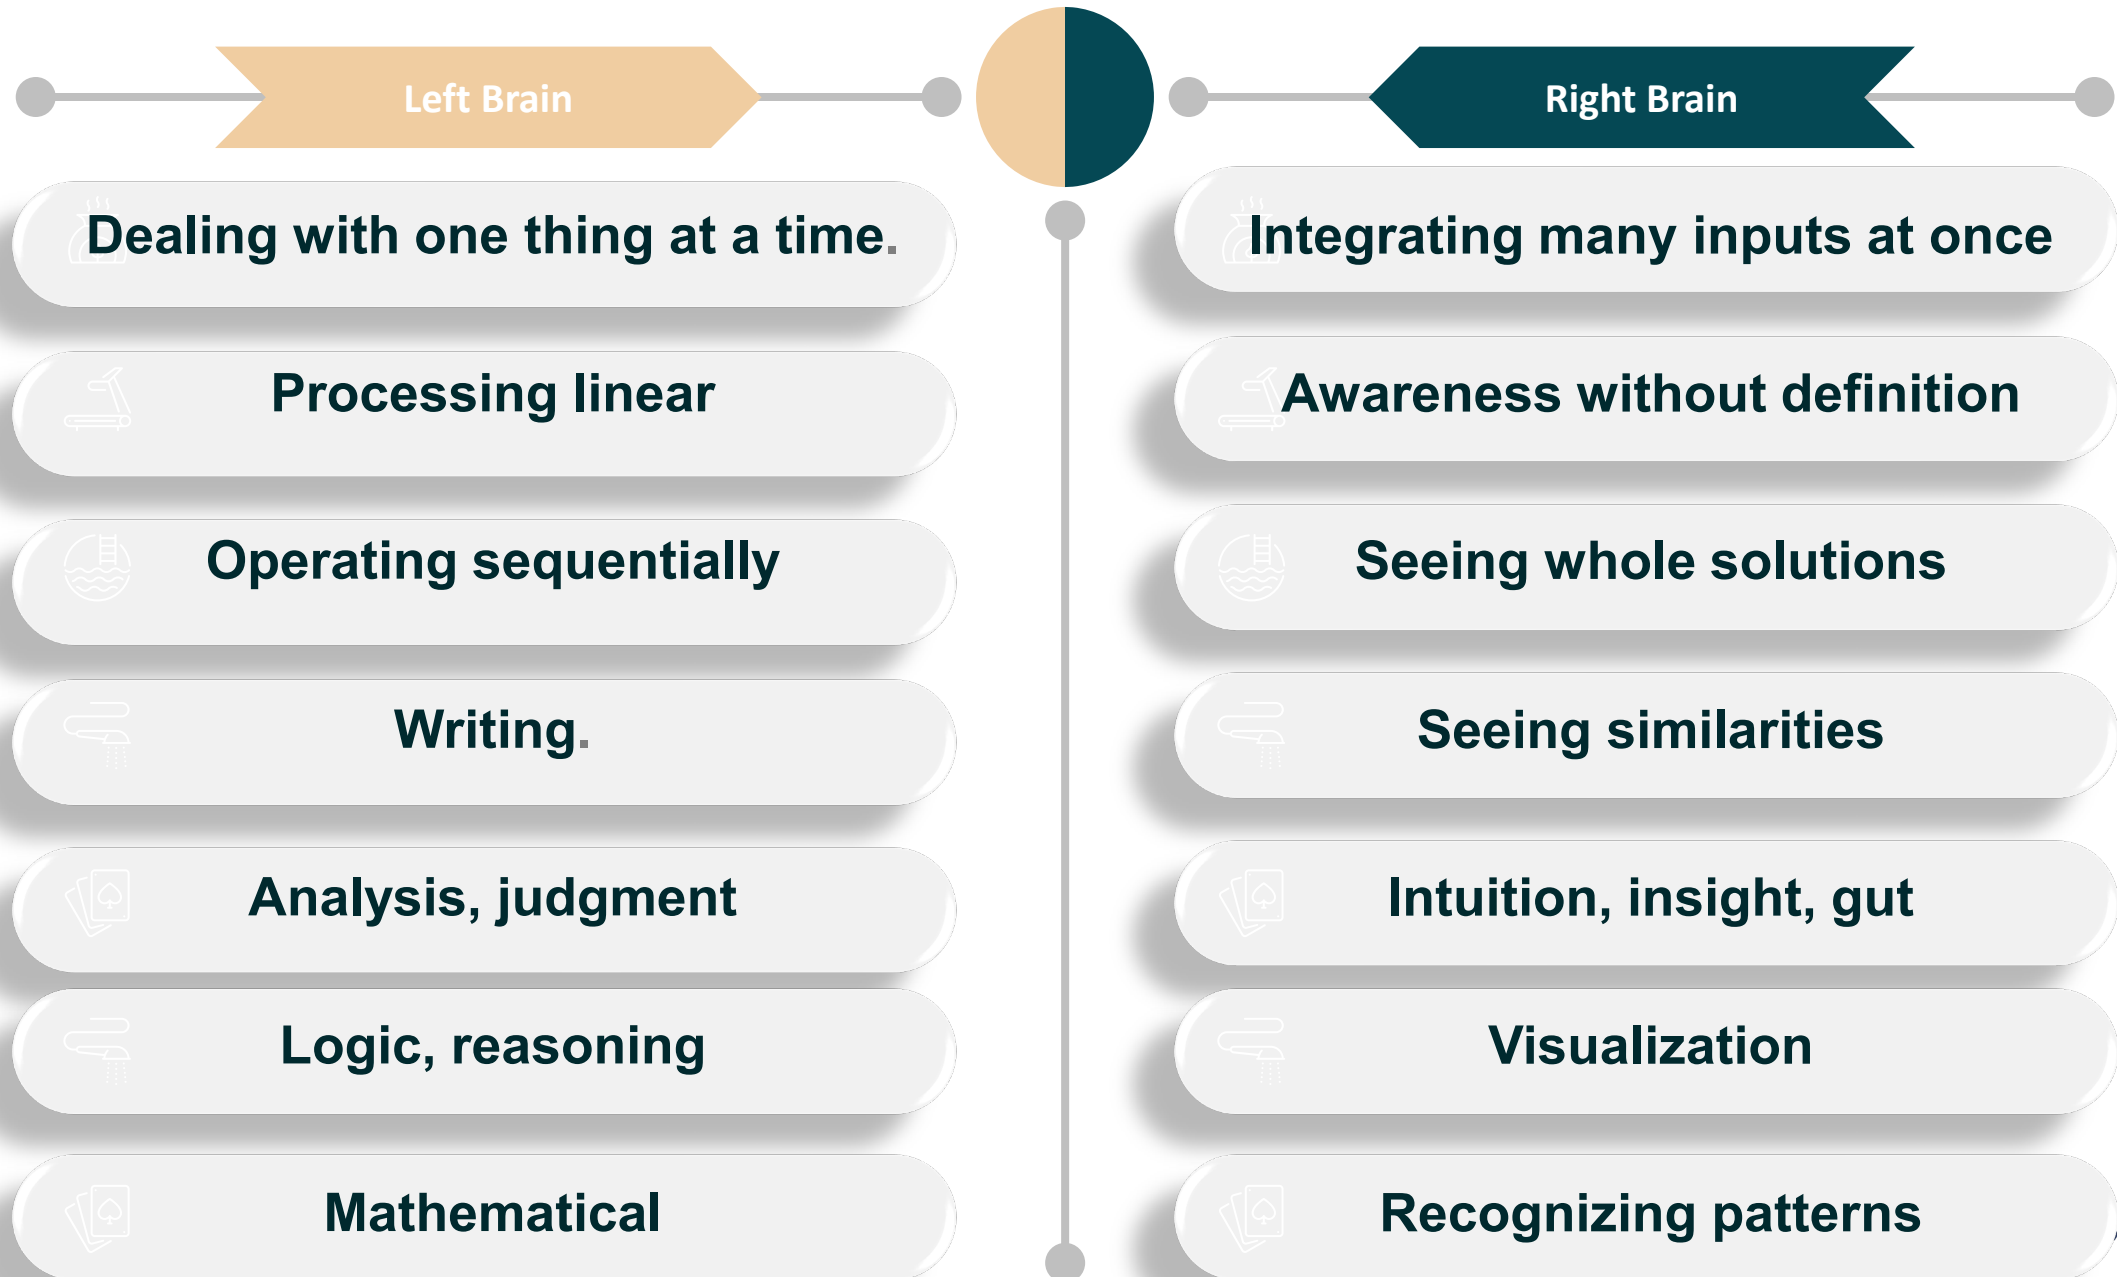 Left Brain
Right Brain
Dealing with one thing at a time.
Integrating many inputs at once
Processing linear
Awareness without definition
Operating sequentially
Seeing whole solutions
Writing.
Seeing similarities
Analysis, judgment
Intuition, insight, gut
Logic, reasoning
Visualization
Mathematical
Recognizing patterns